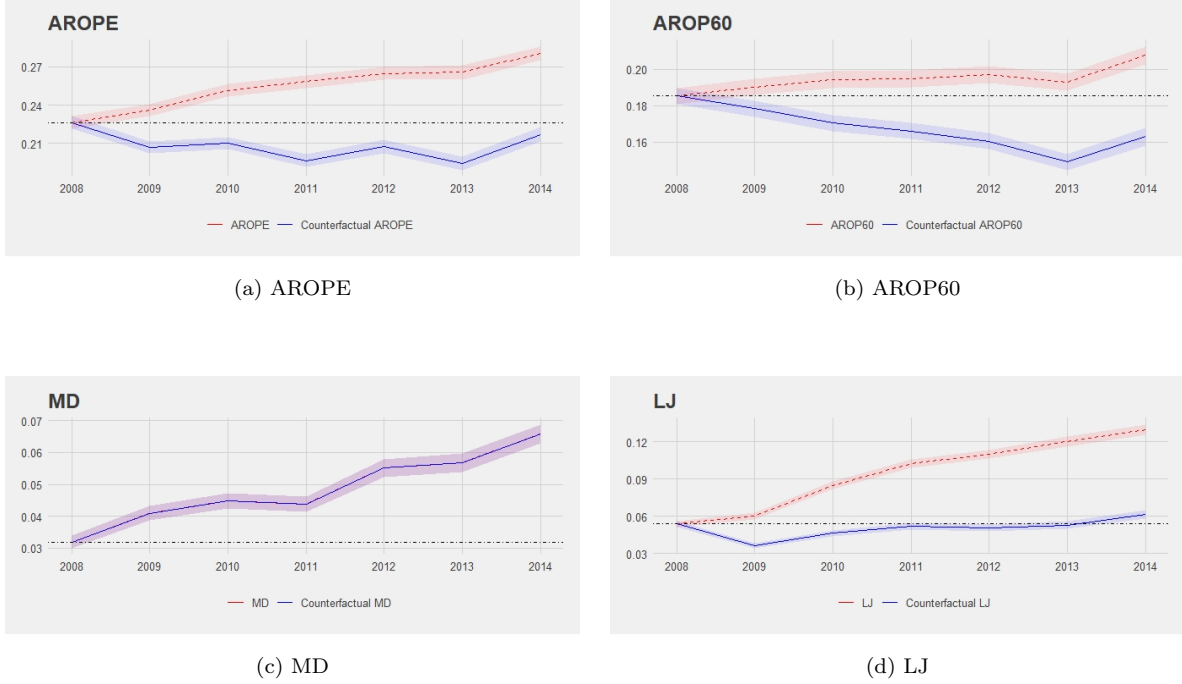 AROPE
0.27
0.24
0.21
2008 2009 2010 2011 2012 2013 2014
AROPE Counterfactual AROPE
(a) AROPE
AROP60
0.20
0.18
0.16
2008 2009 2010 2011 2012 2013 2014
AROP60 Counterfactual AROP60
(b) AROP60
MD
0.07
0.06
0.05
0.04
0.03
2008 2009 2010 2011 2012 2013 2014
MD Counterfactual MD
(c) MD
LJ
0.12
0.09
0.06
0.03
2008 2009 2010 2011 2012 2013 2014
LJ Counterfactual LJ
(d) LJ